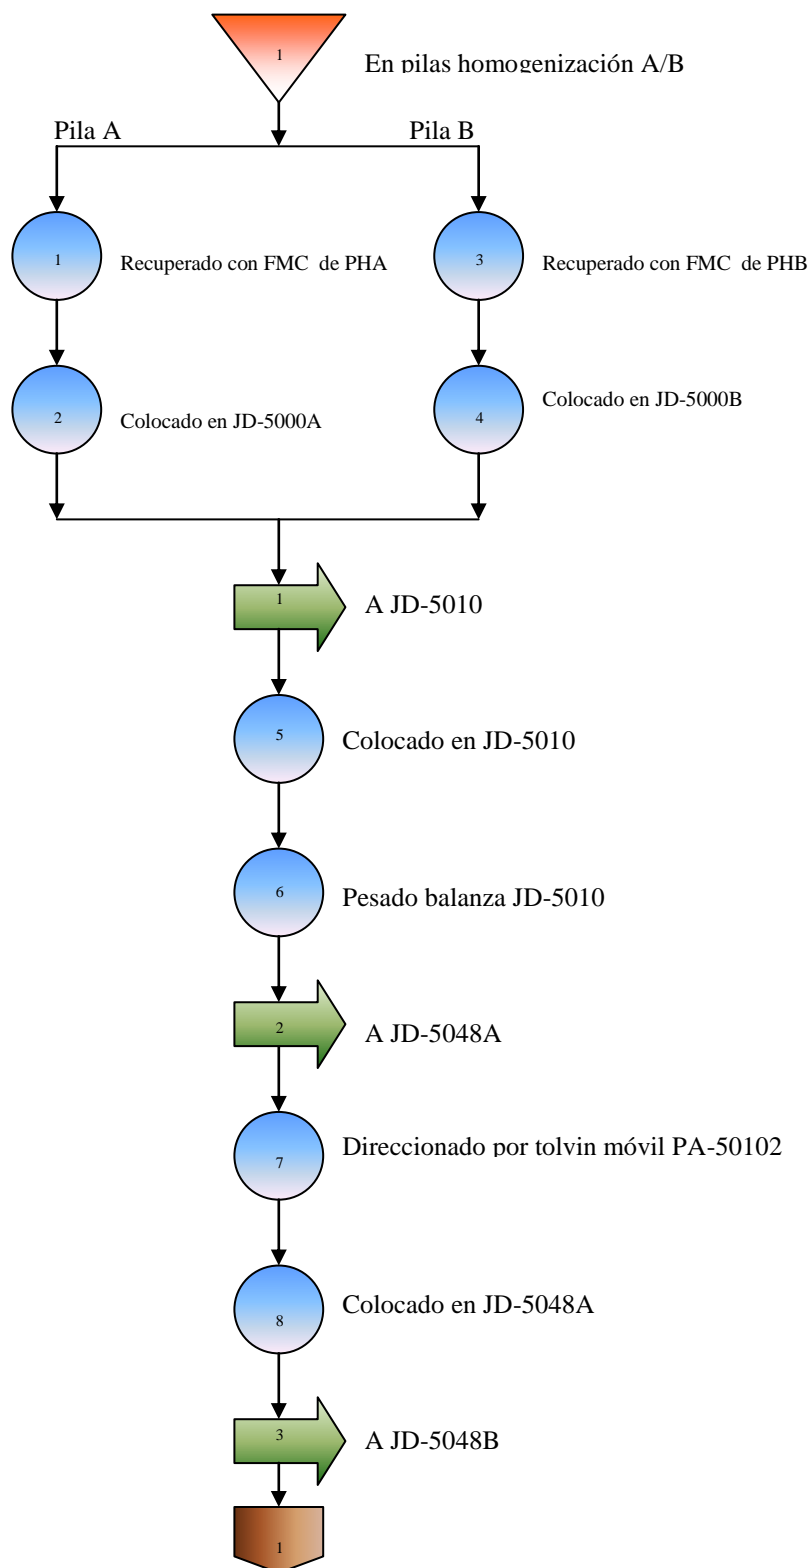 1
En pilas homogenización A/B
Pila A
Pila B
1
Recuperado con FMC de PHA
3
Recuperado con FMC de PHB
2
Colocado en JD-5000A
4
Colocado en JD-5000B
1
A JD-5010
5
Colocado en JD-5010
6
Pesado balanza JD-5010
2
A JD-5048A
7
Direccionado por tolvin móvil PA-50102
8
Colocado en JD-5048A
3
A JD-5048B
1